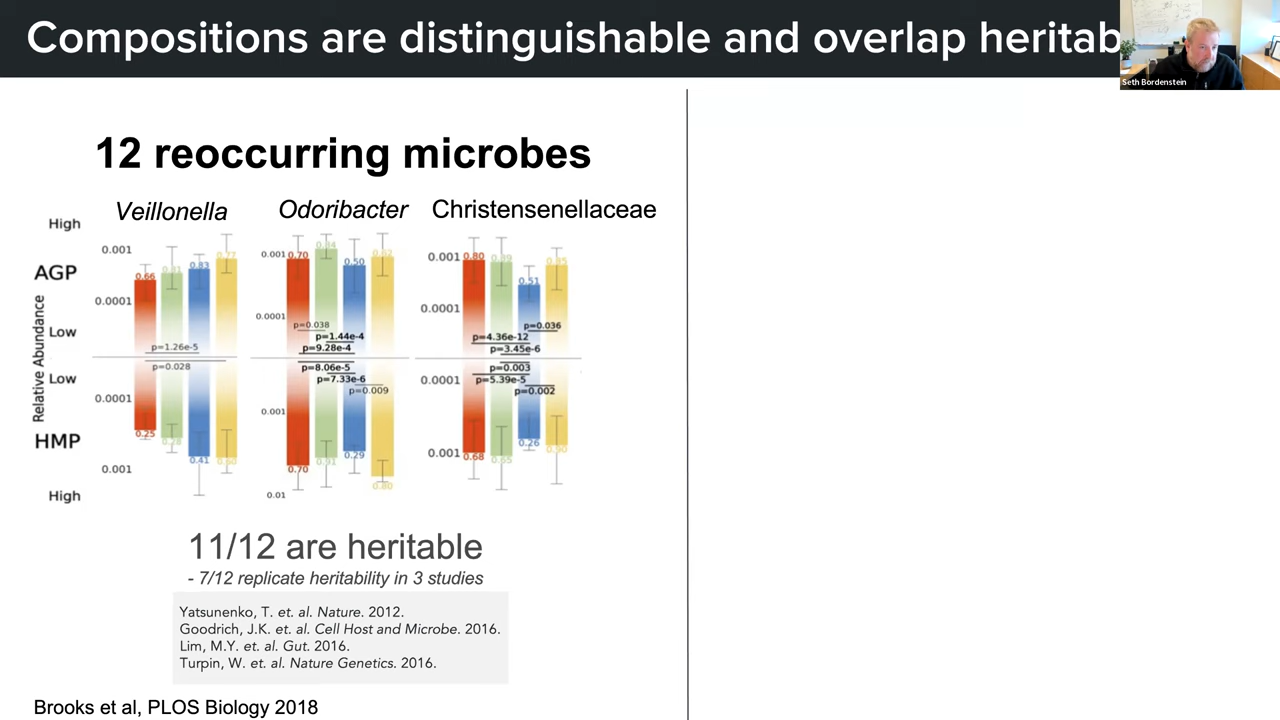 Compositions are distinguishable and overlap heritab
Seth Bordenstein
12 reoccurring microbes
Veillonella
Odoribacter
Christensenellaceae
High
AGP
Low
Relative Abundance
Low
HMP
High
0.001
0.0001
0.0001
0.001
0.66
0.83
0.77
p=1.26e-5
p=0.028
0.25
0.41
0.001
0.0001
0.001
0.01
0.70
0.50
p=0.038
p=1.44e-4
p=9.28e-4
p=8.06e-5
p=7.33e-6
p=0.009
0.70
0.91
0.29
0.80
0.001
0.0001
0.0001
0.001
0.80
0.51
p=0.036
p=4.36e-12
p=3.45e-6
p=0.003
p=5.39e-5
p=0.002
0.68
0.26
11/12 are heritable
- 7/12 replicate heritability in 3 studies
Yatsunenko, T. et. al. Nature. 2012.
Goodrich, J.K. et. al. Cell Host and Microbe. 2016.
Lim, M.Y. et. al. Gut. 2016.
Turpin, W. et. al. Nature Genetics. 2016.
Brooks et al, PLOS Biology 2018